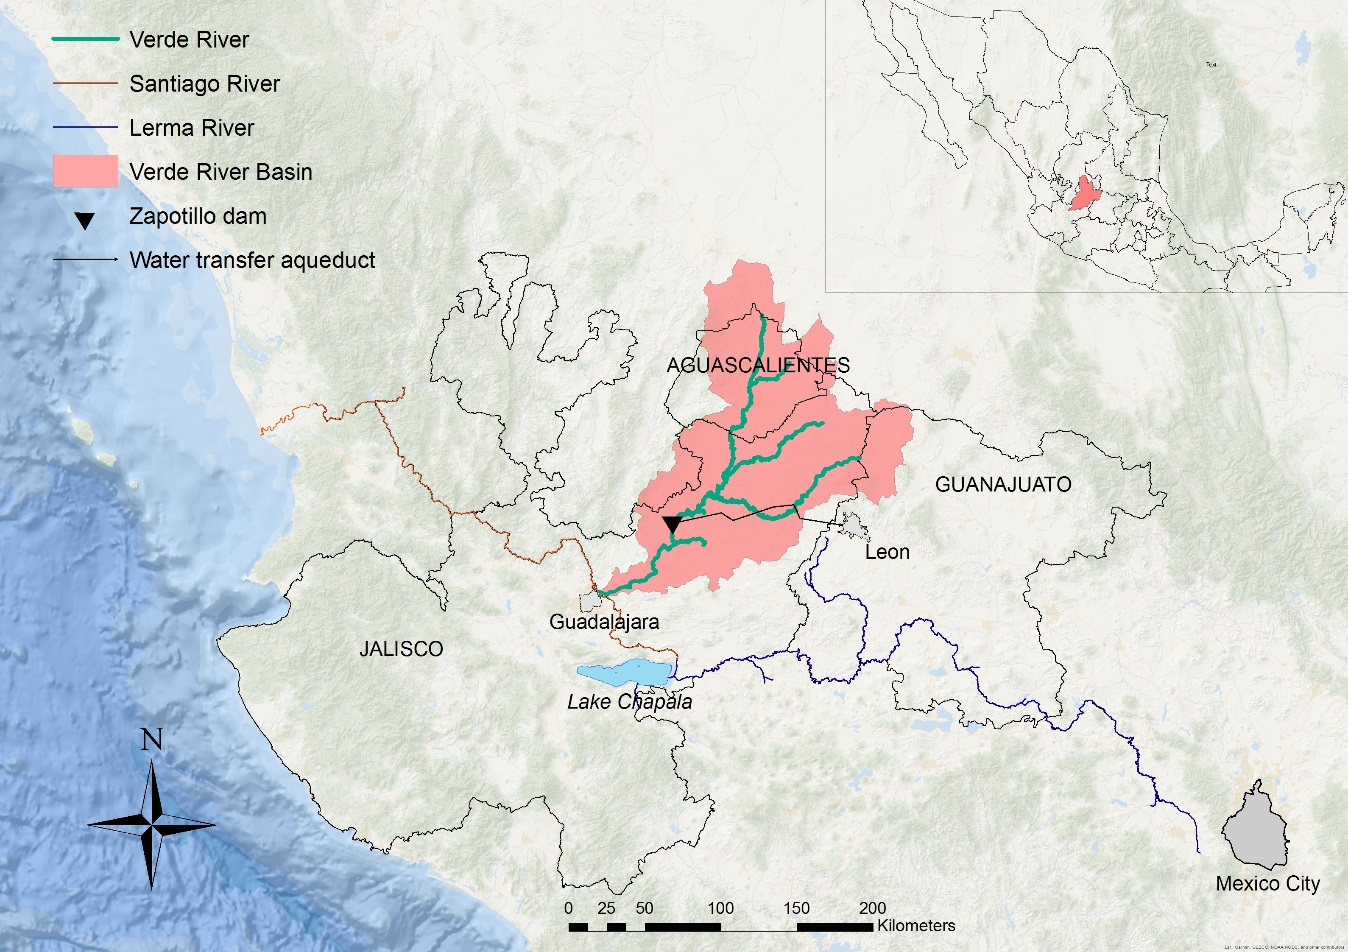 Verde River
Santiago River
Lerma River
Verde River Basin
Zapotillo dam
Water transfer aqueduct
AGUASCALIENTES
GUANAJUATO
Leon
Guadalajara
JALISCO
Lake Chapala
N
Mexico City
0 25 50 100 150 200
Kilometers